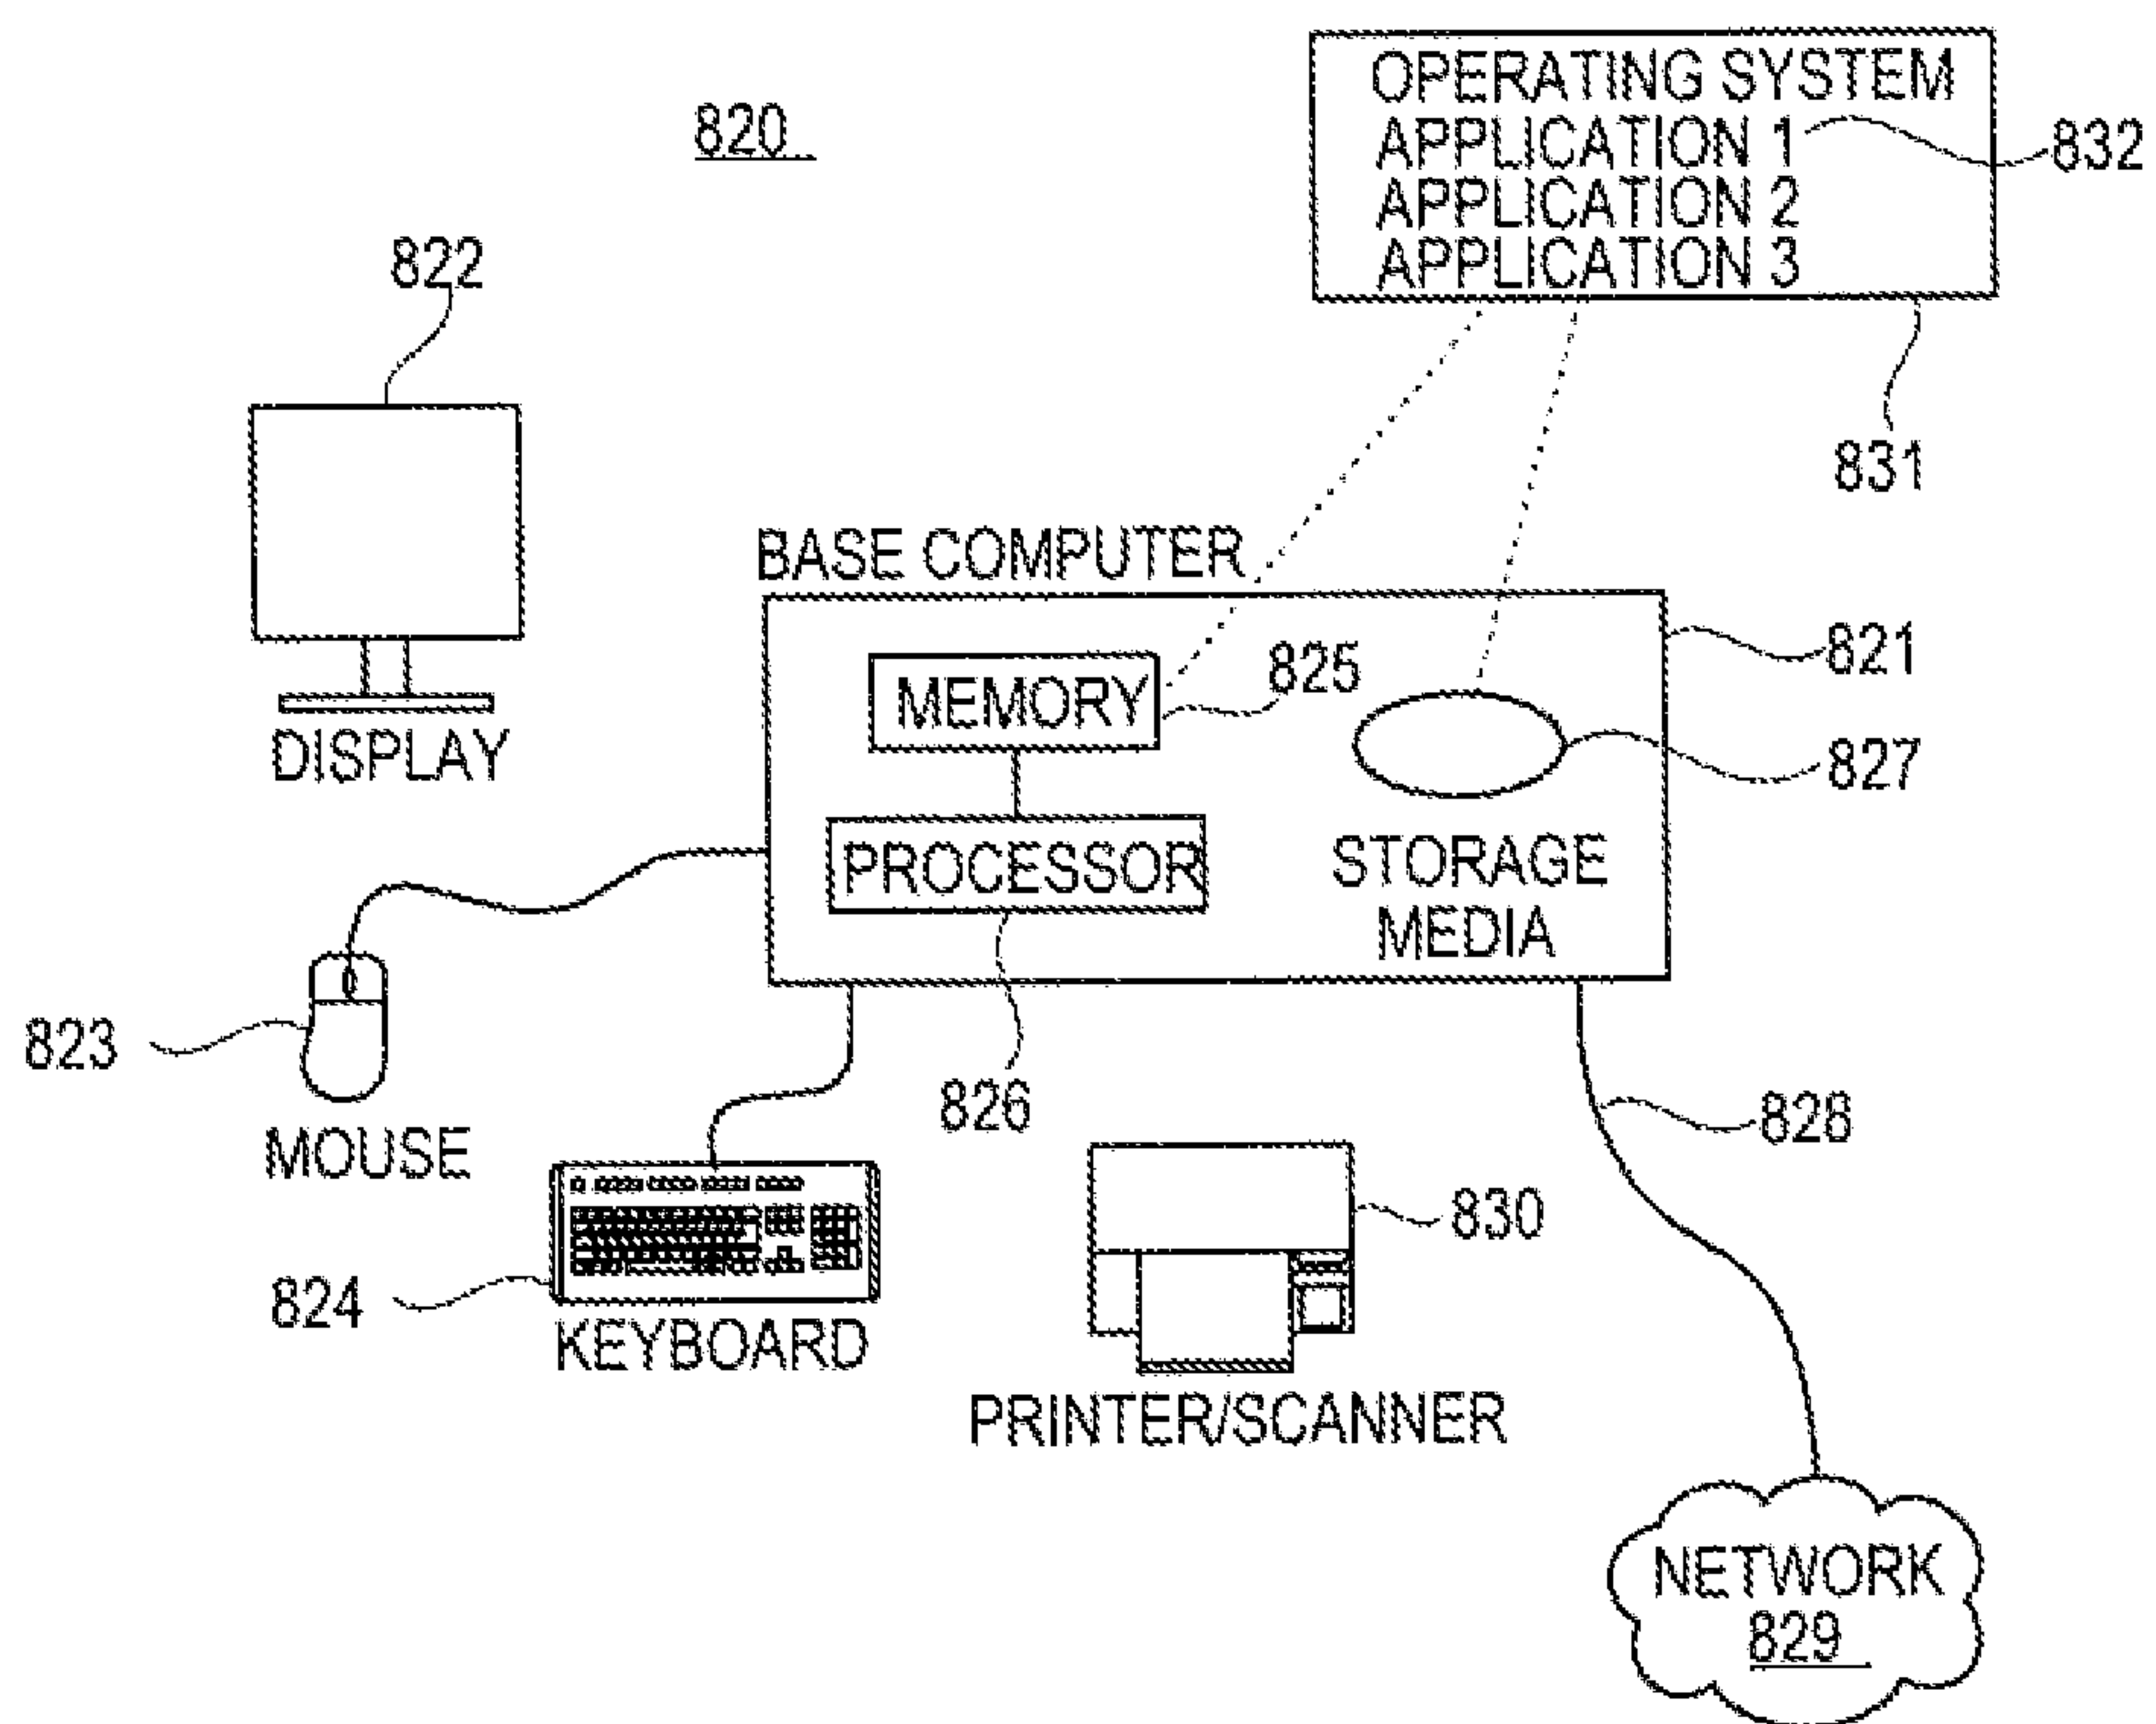 820
OPERATING SYSTEM
APPLICATION 1
APPLICATION 2
APPLICATION 3
832
822
831
BASE COMPUTER
821
MEMORY
825
827
DISPLAY
PROCESSOR
STORAGE
MEDIA
823
MOUSE
826
828
830
824
KEYBOARD
PRINTER/SCANNER
NETWORK
829